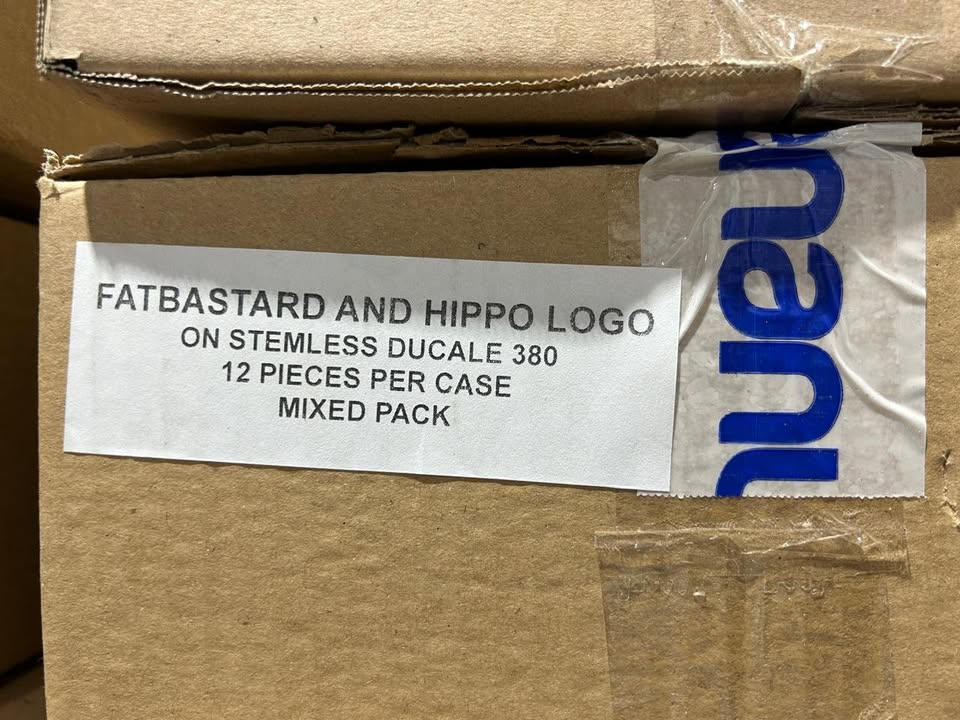 FATBASTARD AND HIPPO LOGO
ON STEMLESS DUCALE 380
12 PIECES PER CASE
MIXED PACK